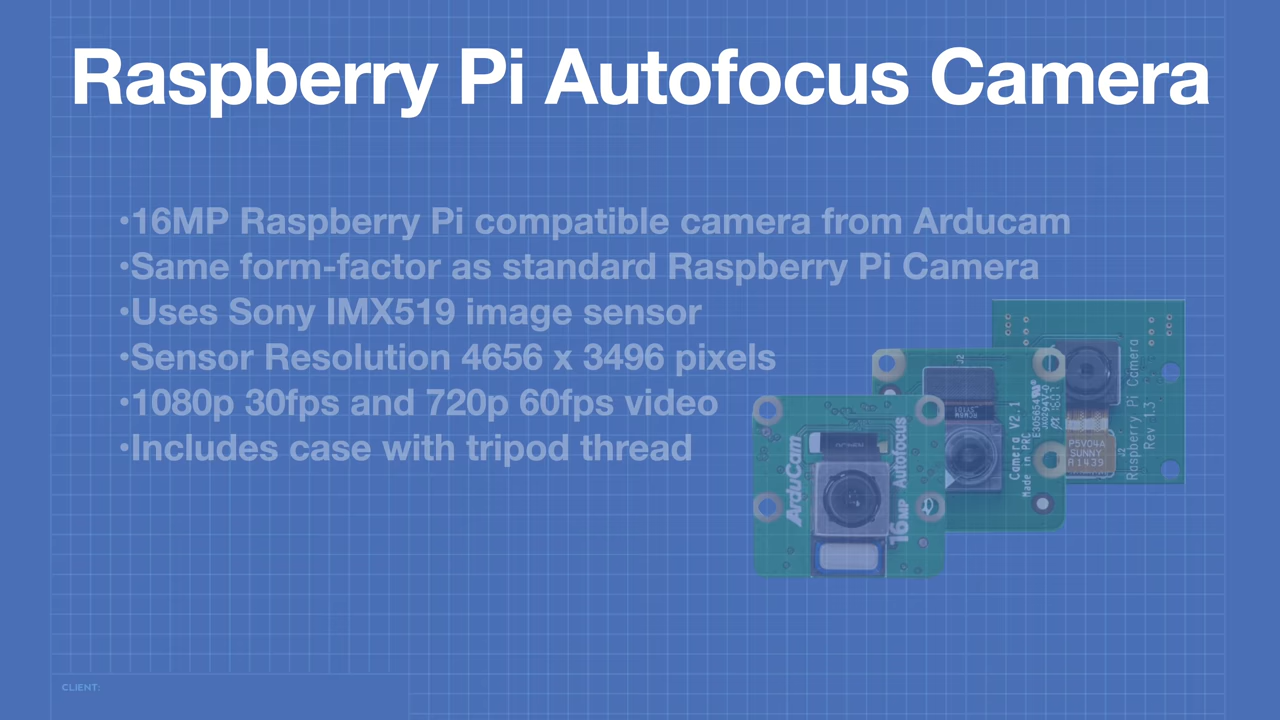 Raspberry Pi Autofocus Camera
•16MP Raspberry Pi compatible camera from Arducam
•Same form-factor as standard Raspberry Pi Camera
•Uses Sony IMX519 image sensor
•Sensor Resolution 4656 x 3496 pixels
•1080p 30fps and 720p 60fps video
•Includes case with tripod thread
ArduCam
16MP Autofocus
J2
Camera V2.1
Made in PRC
Raspberry Pi Camera
Rev 1.3
P5V04A
SUNNY
R1439
J2
CLIENT: